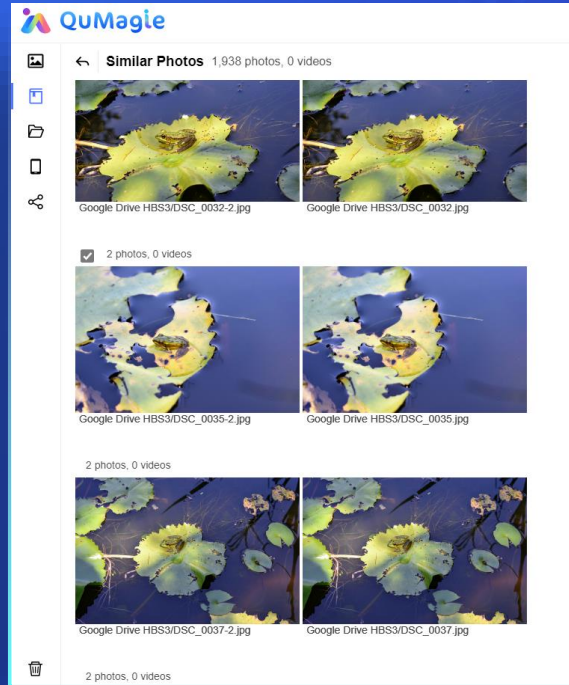 QuMagie
Similar Photos 1,938 photos, 0 videos
Google Drive HBS3/DSC_0032-2.jpg Google Drive HBS3/DSC_0032.jpg
2 photos, 0 videos
Google Drive HBS3/DSC_0035-2.jpg Google Drive HBS3/DSC_0035.jpg
2 photos, 0 videos
Google Drive HBS3/DSC_0037-2.jpg Google Drive HBS3/DSC_0037.jpg
2 photos, 0 videos